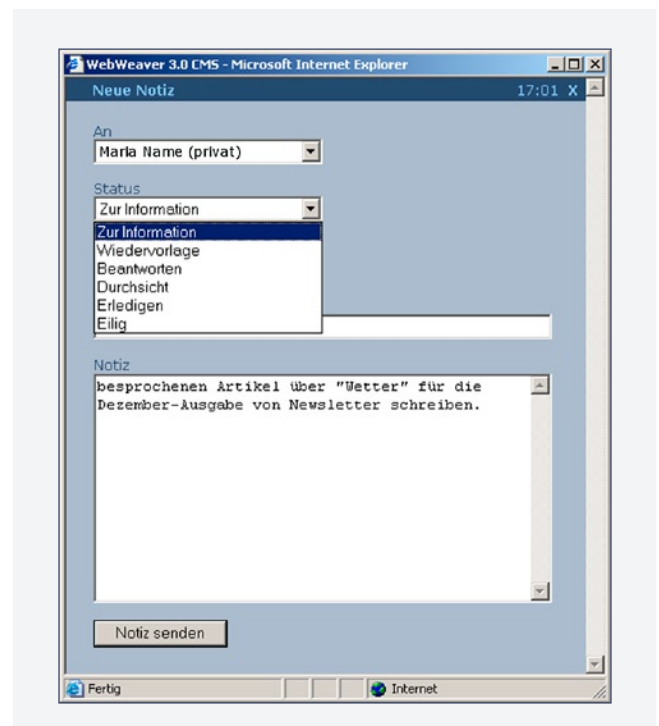 WebWeaver 3.0 CMS - Microsoft Internet Explorer
Neue Notiz 17:01 X
An
Maria Name (privat)
Status
Zur Information
Zur Information
Wiedervorlage
Beantworten
Durchsicht
Erledigen
Eilig
Notiz
besprochenen Artikel über "Wetter" für die
Dezember-Ausgabe von Newsletter schreiben.
Notiz senden
Fertig Internet